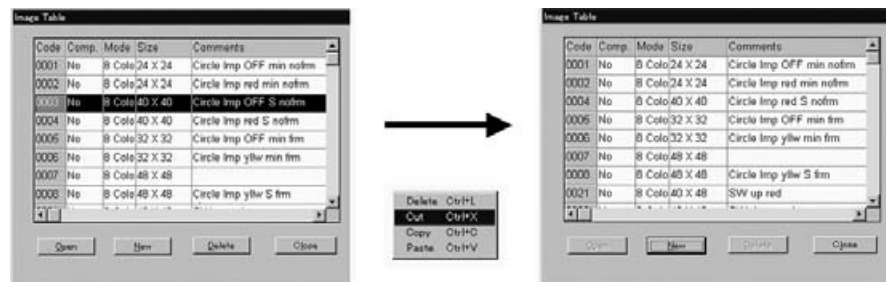 Image Table
Code Comp. Mode Size Comments
0001 No 8 Colo 24 X 24 Circle lmp OFF min nofrm
0002 No 8 Colo 24 X 24 Circle lmp red min nofrm
0003 No 8 Colo 40 X 40 Circle lmp OFF S nofrm
0004 No 8 Colo 40 X 40 Circle lmp red S nofrm
0005 No 8 Colo 32 X 32 Circle lmp OFF min frm
0006 No 8 Colo 32 X 32 Circle lmp yllw min frm
0007 No 8 Colo 48 X 48
0008 No 8 Colo 48 X 48 Circle lmp yllw S frm
Open New Delete Close
Delete Ctrl+L
Cut Ctrl+X
Copy Ctrl+C
Paste Ctrl+V
Image Table
Code Comp. Mode Size Comments
0001 No 8 Colo 24 X 24 Circle lmp OFF min nofrm
0002 No 8 Colo 24 X 24 Circle lmp red min nofrm
0004 No 8 Colo 40 X 40 Circle lmp red S nofrm
0005 No 8 Colo 32 X 32 Circle lmp OFF min frm
0006 No 8 Colo 32 X 32 Circle lmp yllw min frm
0007 No 8 Colo 48 X 48
0008 No 8 Colo 48 X 48 Circle lmp yllw S frm
0021 No 8 Colo 40 X 48 SW up red
Open New Delete Close